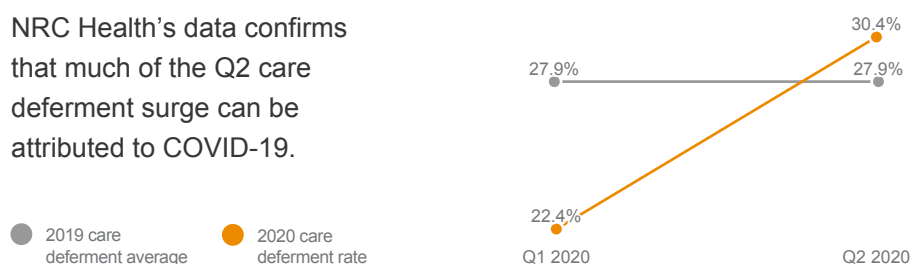 NRC Health’s data confirms
that much of the Q2 care
deferment surge can be
attributed to COVID-19.
2019 care
deferment average
2020 care
deferment rate
30.4%
27.9%
27.9%
22.4%
Q1 2020
Q2 2020